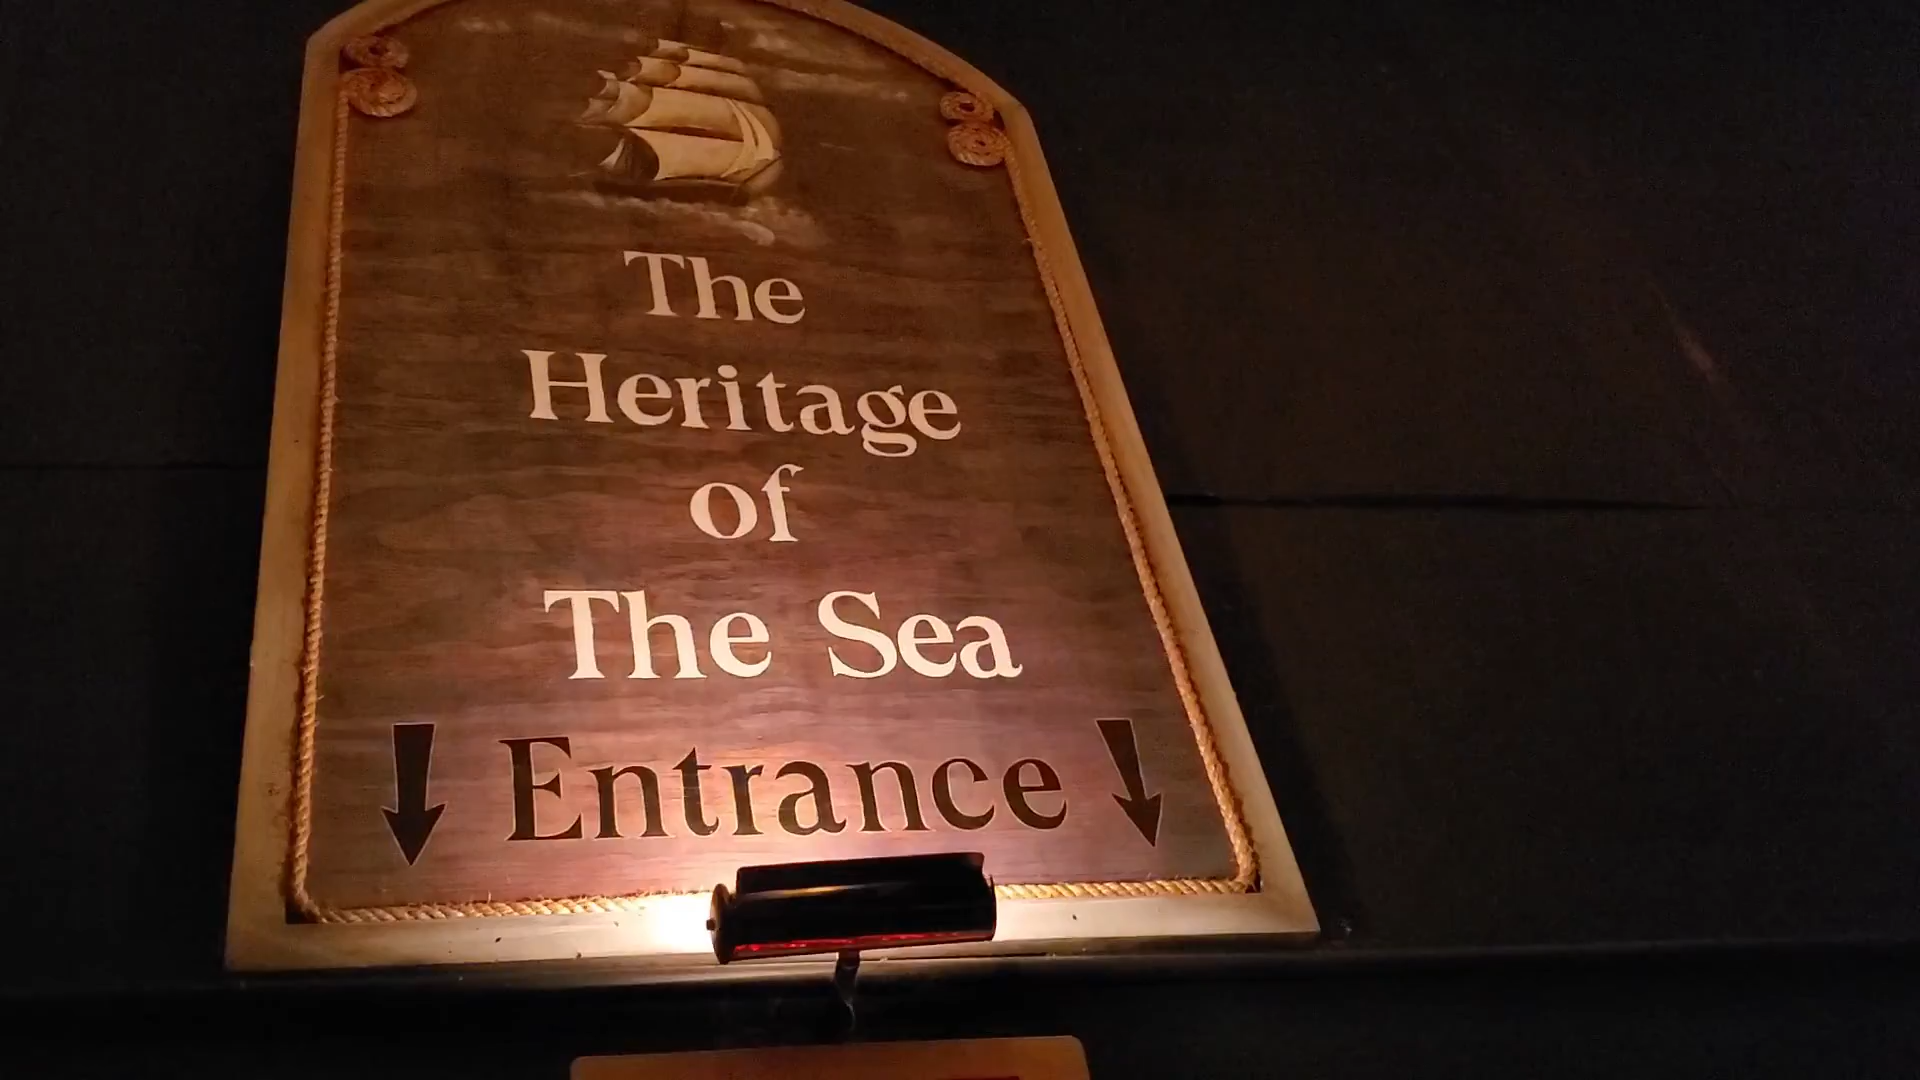 The
Heritage
of
The Sea
Entrance